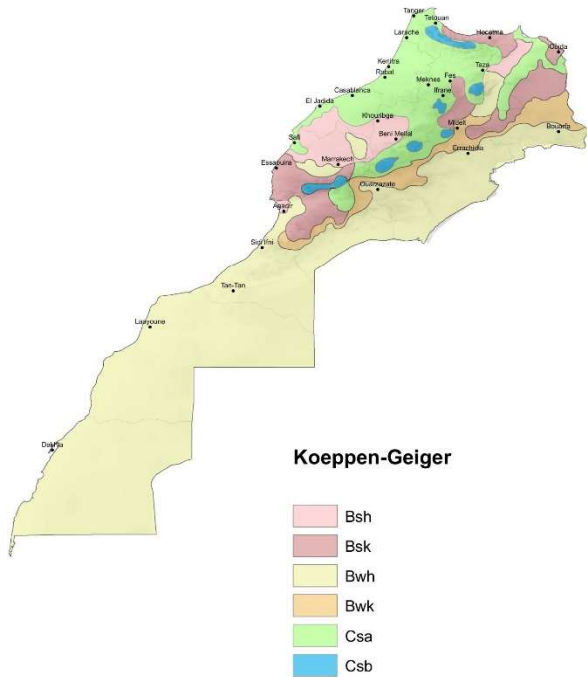 Tanger
Tetouan
Larache
Hoceima
Oujda
Kenitra
Rabat
Taza
Fes
Meknes
Ifrane
Casablanca
El Jadida
Khouribga
Midelt
Bouarfa
Safi
Beni Mellal
Errachidia
Marrakech
Essaouira
Ouarzazate
Agadir
Sidi Ifni
Tan-Tan
Laayoune
Dakhla
Koeppen-Geiger
Bsh
Bsk
Bwh
Bwk
Csa
Csb